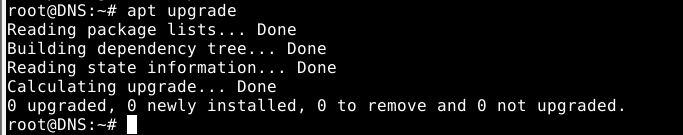 root@DNS:~# apt upgrade
Reading package lists... Done
Building dependency tree... Done
Reading state information... Done
Calculating upgrade... Done
0 upgraded, 0 newly installed, 0 to remove and 0 not upgraded.
root@DNS:~#